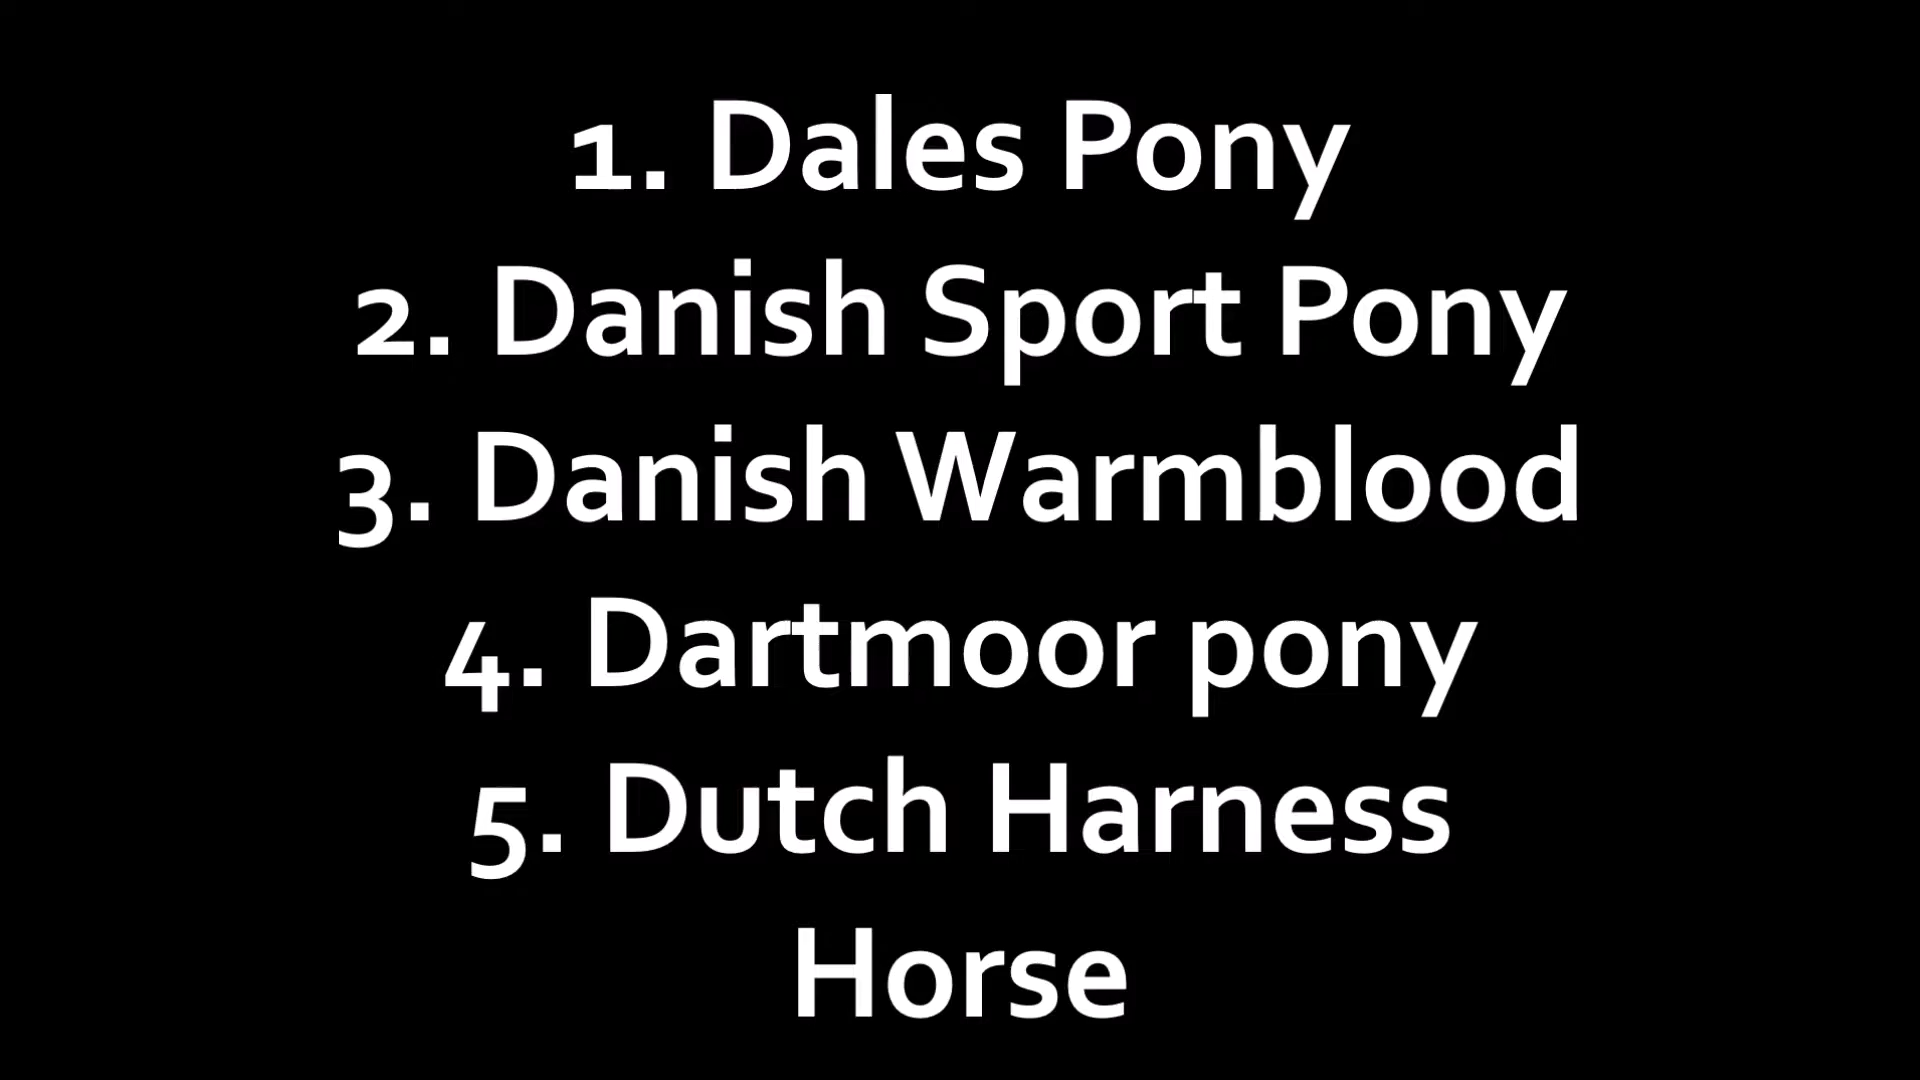 1. Dales Pony
2. Danish Sport Pony
3. Danish Warmblood
4. Dartmoor pony
5. Dutch Harness
Horse